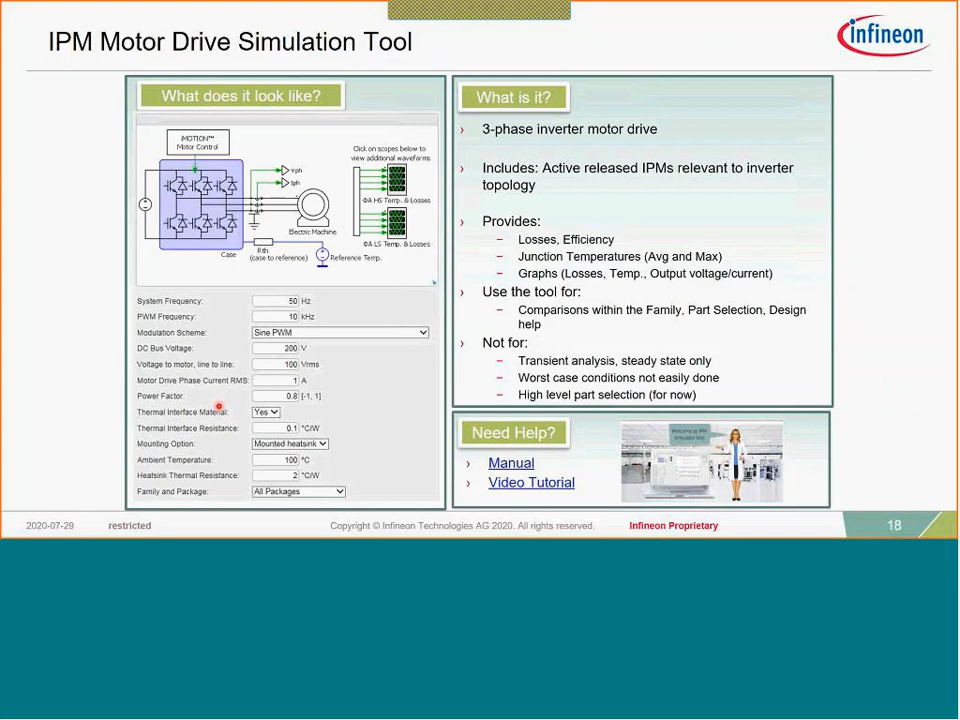 IPM Motor Drive Simulation Tool
infineon
What does it look like?
iMOTION™
Motor Control
Click on scopes below to
view additional waveforms
Vph
Iph
ΦA HS Temp. & Losses
Electric Machine
Case
Rth
(case to reference)
Reference Temp.
ΦA LS Temp. & Losses
System Frequency: 50 Hz
PWM Frequency: 10 kHz
Modulation Scheme: Sine PWM
DC Bus Voltage: 200 V
Voltage to motor, line to line: 100 Vrms
Motor Drive Phase Current RMS: 1 A
Power Factor: 0.8 [-1, 1]
Thermal Interface Material: Yes
Thermal Interface Resistance: 0.1 °C/W
Mounting Option: Mounted heatsink
Ambient Temperature: 100 °C
Heatsink Thermal Resistance: 2 °C/W
Family and Package: All Packages
What is it?
› 3-phase inverter motor drive
› Includes: Active released IPMs relevant to inverter
topology
› Provides:
– Losses, Efficiency
– Junction Temperatures (Avg and Max)
– Graphs (Losses, Temp., Output voltage/current)
› Use the tool for:
– Comparisons within the Family, Part Selection, Design
help
› Not for:
– Transient analysis, steady state only
– Worst case conditions not easily done
– High level part selection (for now)
Need Help?
› Manual
› Video Tutorial
Welcome to IPM
simulator tool
2020-07-29 restricted Copyright © Infineon Technologies AG 2020. All rights reserved. Infineon Proprietary 18